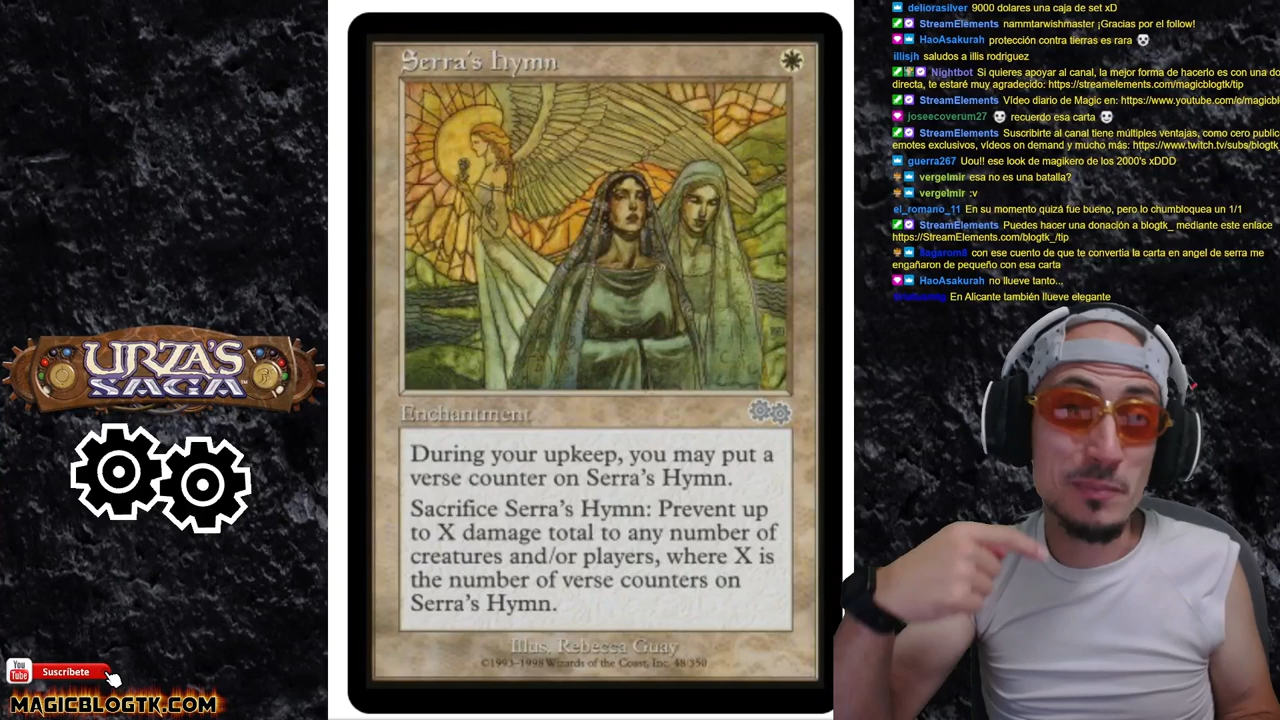 URZA'S
SAGA
You
Tube
Suscríbete
MAGICBLOGTK.COM
Serra's Hymn
Enchantment
During your upkeep, you may put a
verse counter on Serra's Hymn.
Sacrifice Serra's Hymn: Prevent up
to X damage total to any number of
creatures and/or players, where X is
the number of verse counters on
Serra's Hymn.
Illus. Rebecca Guay
©1993-1998 Wizards of the Coast, Inc. 48/350
deliorasilver 9000 dolares una caja de set xD
StreamElements nammtarwishmaster ¡Gracias por el follow!
HaoAsakurah protección contra tierras es rara
illisjh saludos a illis rodriguez
Nightbot Si quieres apoyar al canal, la mejor forma de hacerlo es con una do
directa, te estaré muy agradecido: https://streamelements.com/magicblogtk/tip
StreamElements Vídeo diario de Magic en: https://www.youtube.com/c/magicbl
joseecoverum27 recuerdo esa carta
StreamElements Suscribirte al canal tiene múltiples ventajas, como cero public
emotes exclusivos, vídeos on demand y mucho más: https://www.twitch.tv/subs/blogtk_
guerra267 Uou!! ese look de magikero de los 2000's xDDD
vergelmir esa no es una batalla?
vergelmir :v
el_romano_11 En su momento quizá fue bueno, pero lo chumbloquea un 1/1
StreamElements Puedes hacer una donación a blogtk_ mediante este enlace
https://StreamElements.com/blogtk_/tip
con ese cuento de que te convertia la carta en angel de serra me
engañaron de pequeño con esa carta
HaoAsakurah no llueve tanto..,
En Alicante también llueve elegante